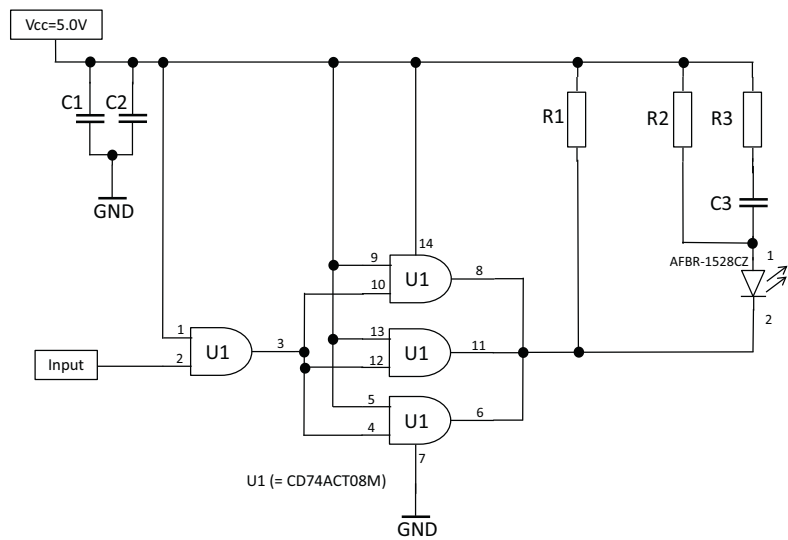 Vcc=5.0V
C1
C2
R1
R2
R3
GND
C3
14
9
10
U1
8
AFBR-1528CZ
1
2
1
2
U1
3
13
12
U1
11
Input
5
4
U1
6
7
U1 (= CD74ACT08M)
GND